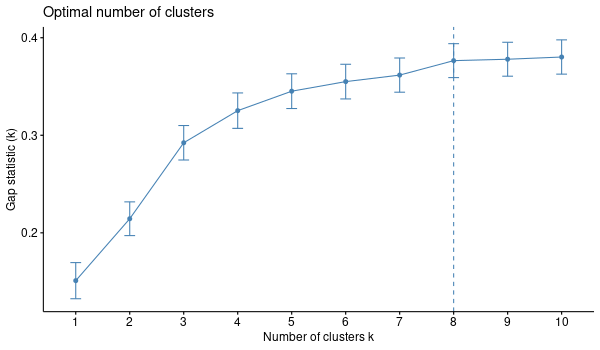 Optimal number of clusters
Gap statistic (k)
0.4
0.3
0.2
1 2 3 4 5 6 7 8 9 10
Number of clusters k